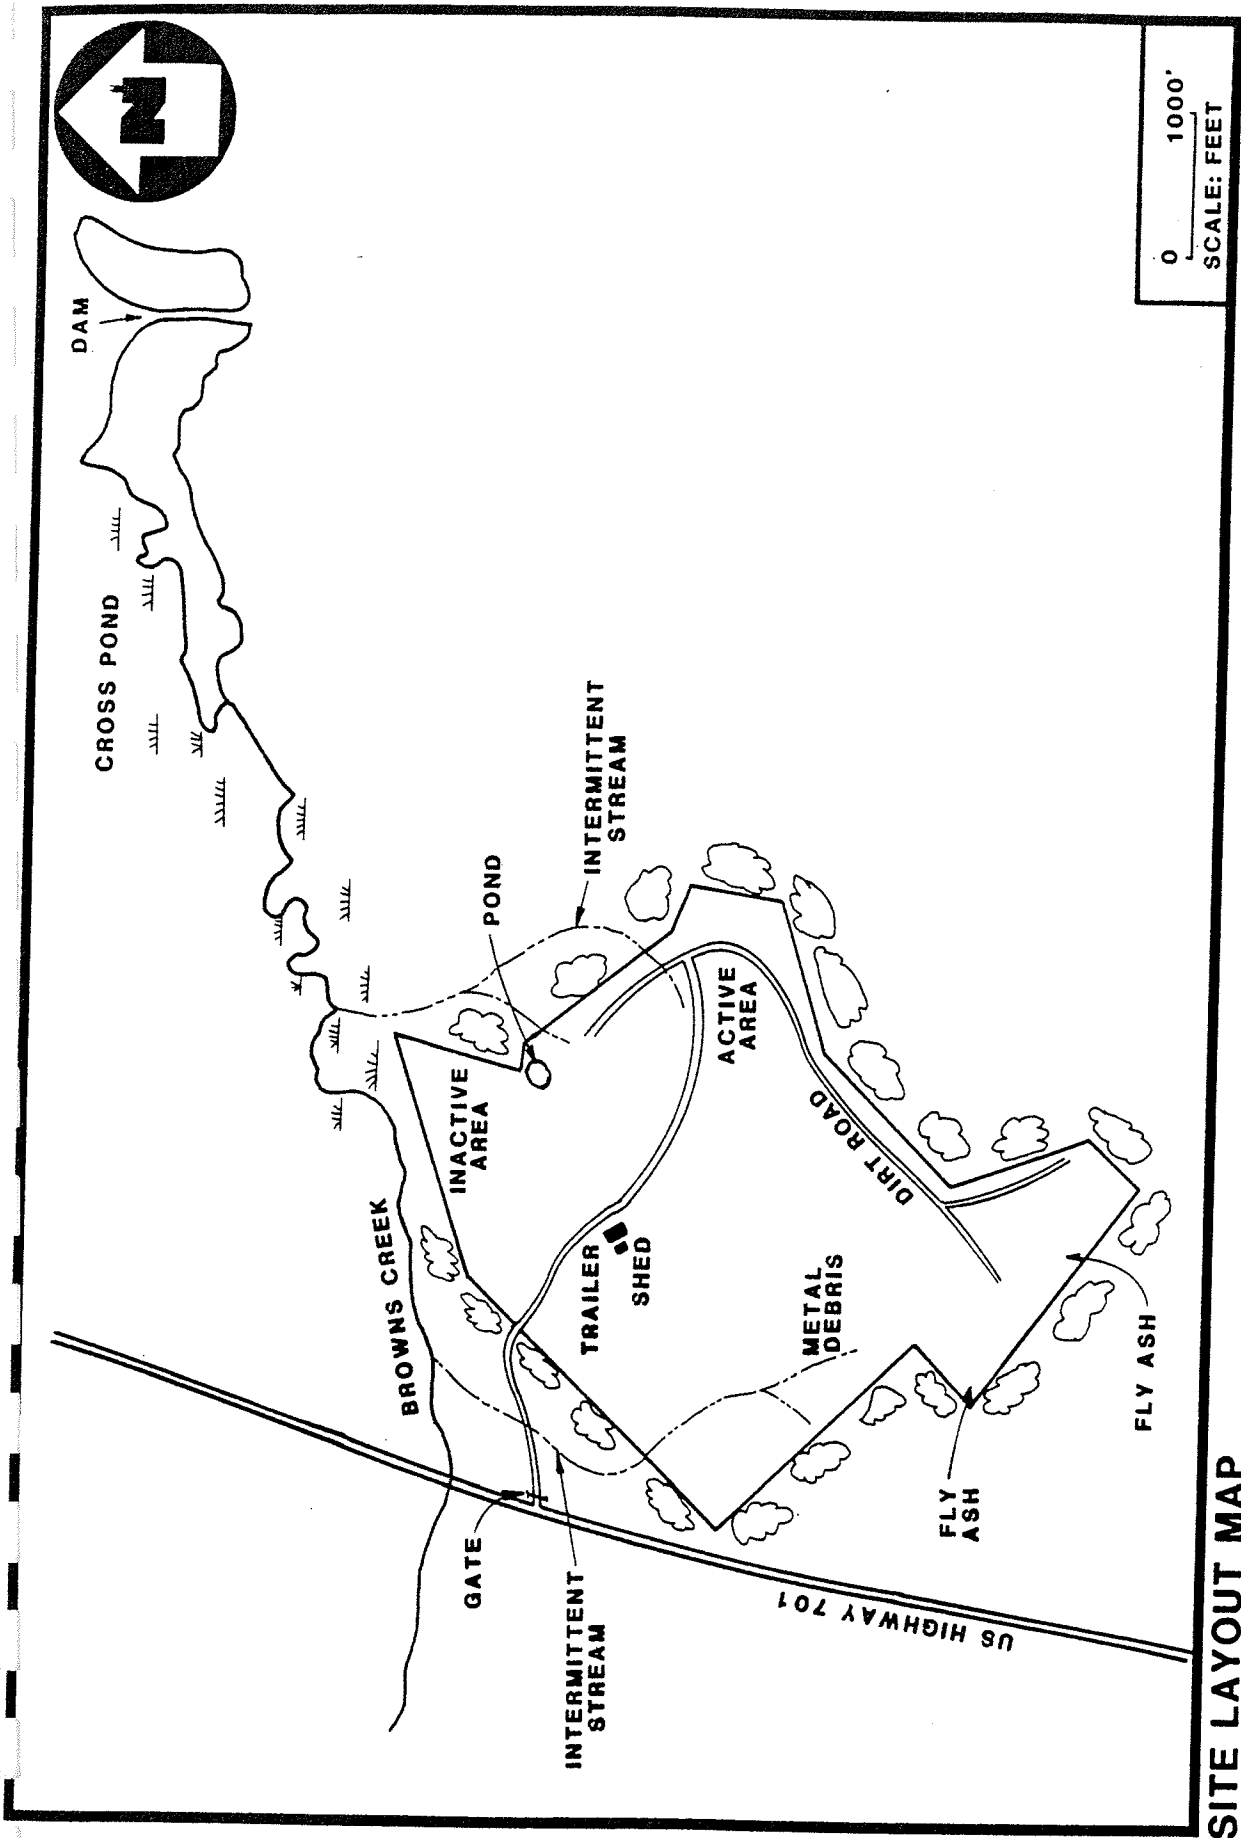 N
DAM
CROSS POND
INTERMITTENT
STREAM
POND
INACTIVE
AREA
ACTIVE
AREA
BROWNS CREEK
DIRT ROAD
TRAILER
SHED
METAL
DEBRIS
GATE
INTERMITTENT
STREAM
FLY
ASH
FLY ASH
US HIGHWAY 701
0 1000'
SCALE: FEET
SITE LAYOUT MAP